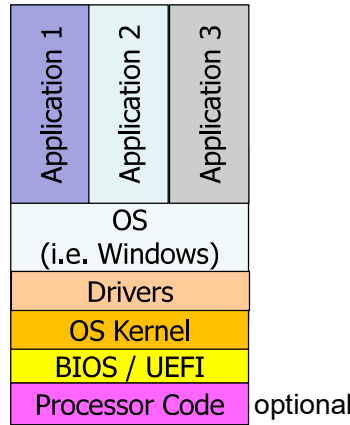 Application 1
Application 2
Application 3
OS
(i.e. Windows)
Drivers
OS Kernel
BIOS / UEFI
Processor Code optional